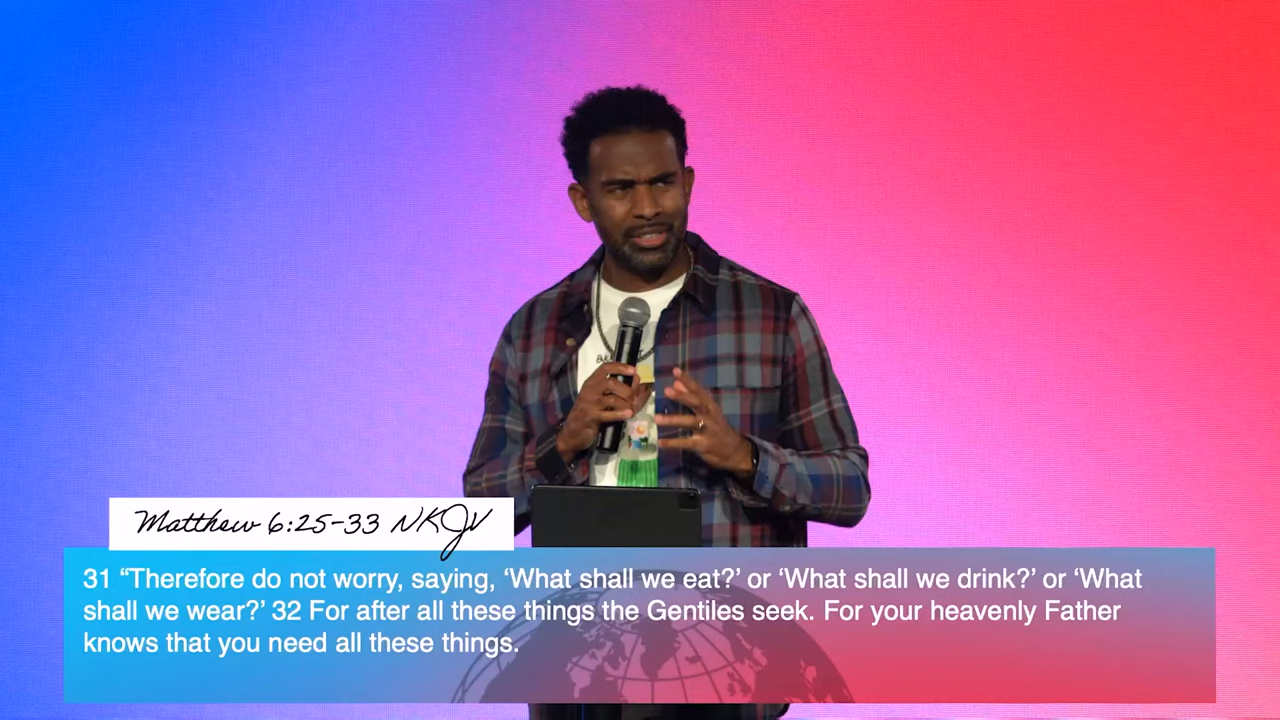 Matthew 6:25-33 NKJV
31 “Therefore do not worry, saying, ‘What shall we eat?’ or ‘What shall we drink?’ or ‘What
shall we wear?’ 32 For after all these things the Gentiles seek. For your heavenly Father
knows that you need all these things.